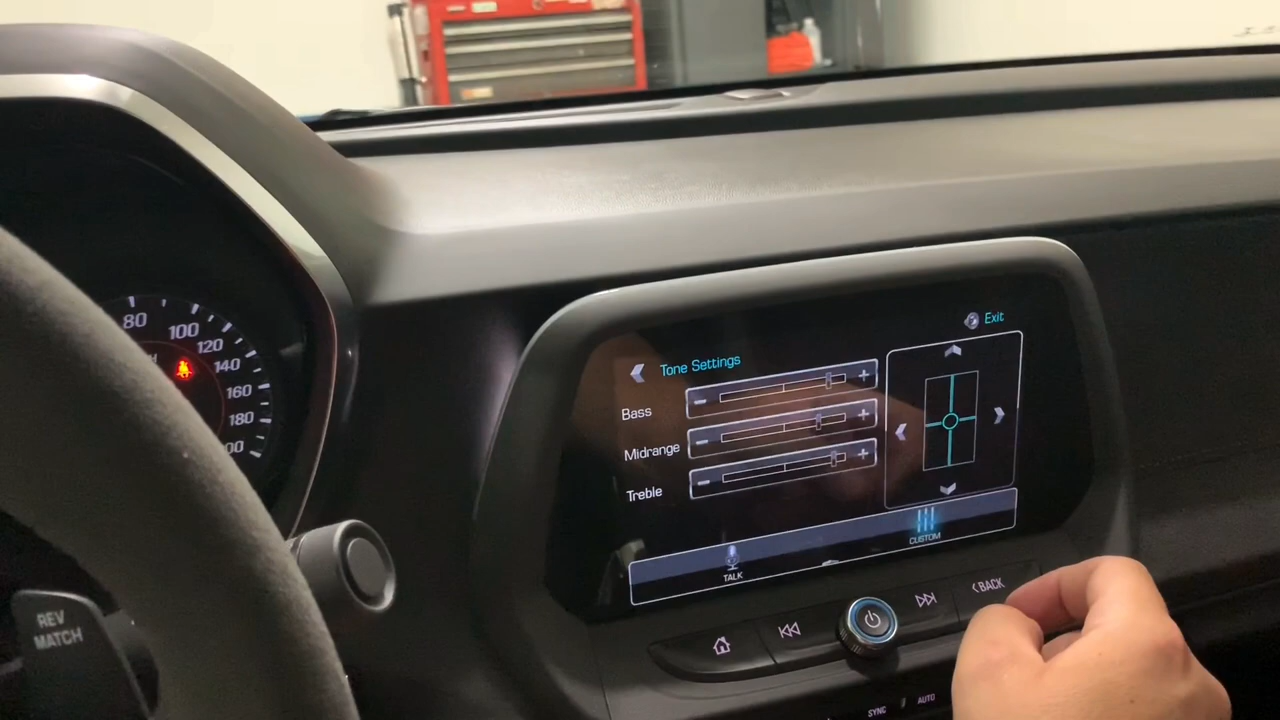 Exit
Tone Settings
Bass
Midrange
Treble
TALK
CUSTOM
BACK
SYNC
AUTO
80
100
120
140
160
180
REV
MATCH